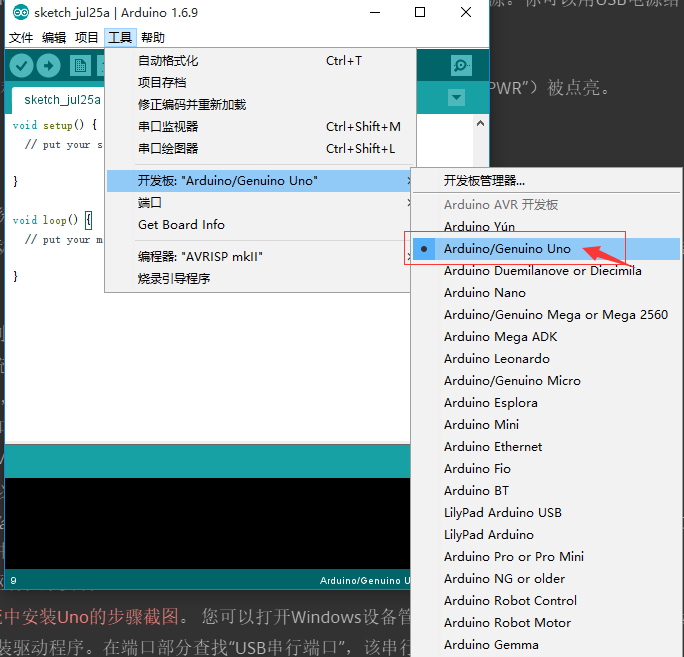 sketch_jul25a | Arduino 1.6.9
源。你可以用USB电源给
文件 编辑 项目 工具 帮助
自动格式化 Ctrl+T
项目存档
修正编码并重新加载
串口监视器 Ctrl+Shift+M
串口绘图器 Ctrl+Shift+L
开发板: "Arduino/Genuino Uno"
端口
Get Board Info
编程器: "AVRISP mkII"
烧录引导程序
PWR”）被点亮。
sketch_jul25a
void setup() {
// put your s
}
void loop() {
// put your m
}
开发板管理器...
Arduino AVR 开发板
Arduino Yún
Arduino/Genuino Uno
Arduino Duemilanove or Diecimila
Arduino Nano
Arduino/Genuino Mega or Mega 2560
Arduino Mega ADK
Arduino Leonardo
Arduino/Genuino Micro
Arduino Esplora
Arduino Mini
Arduino Ethernet
Arduino Fio
Arduino BT
LilyPad Arduino USB
LilyPad Arduino
Arduino Pro or Pro Mini
Arduino NG or older
Arduino Robot Control
Arduino Robot Motor
Arduino Gemma
9 Arduino/Genuino U
中安装Uno的步骤截图。 您可以打开Windows设备管
装驱动程序。在端口部分查找“USB串行端口”，该串行